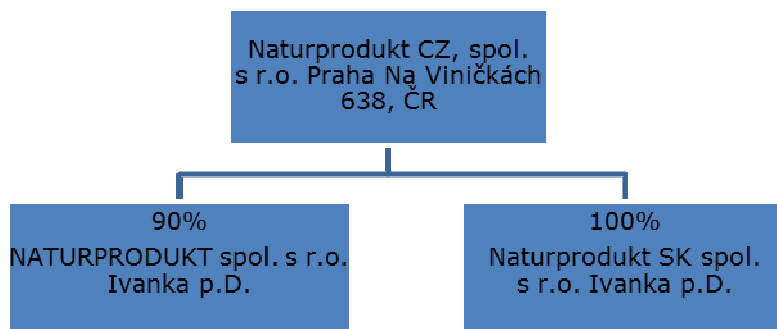 Naturprodukt CZ, spol.
s r.o. Praha Na Viničkách
638, ČR
90%
NATURPRODUKT spol. s r.o.
Ivanka p.D.
100%
Naturprodukt SK spol.
s r.o. Ivanka p.D.